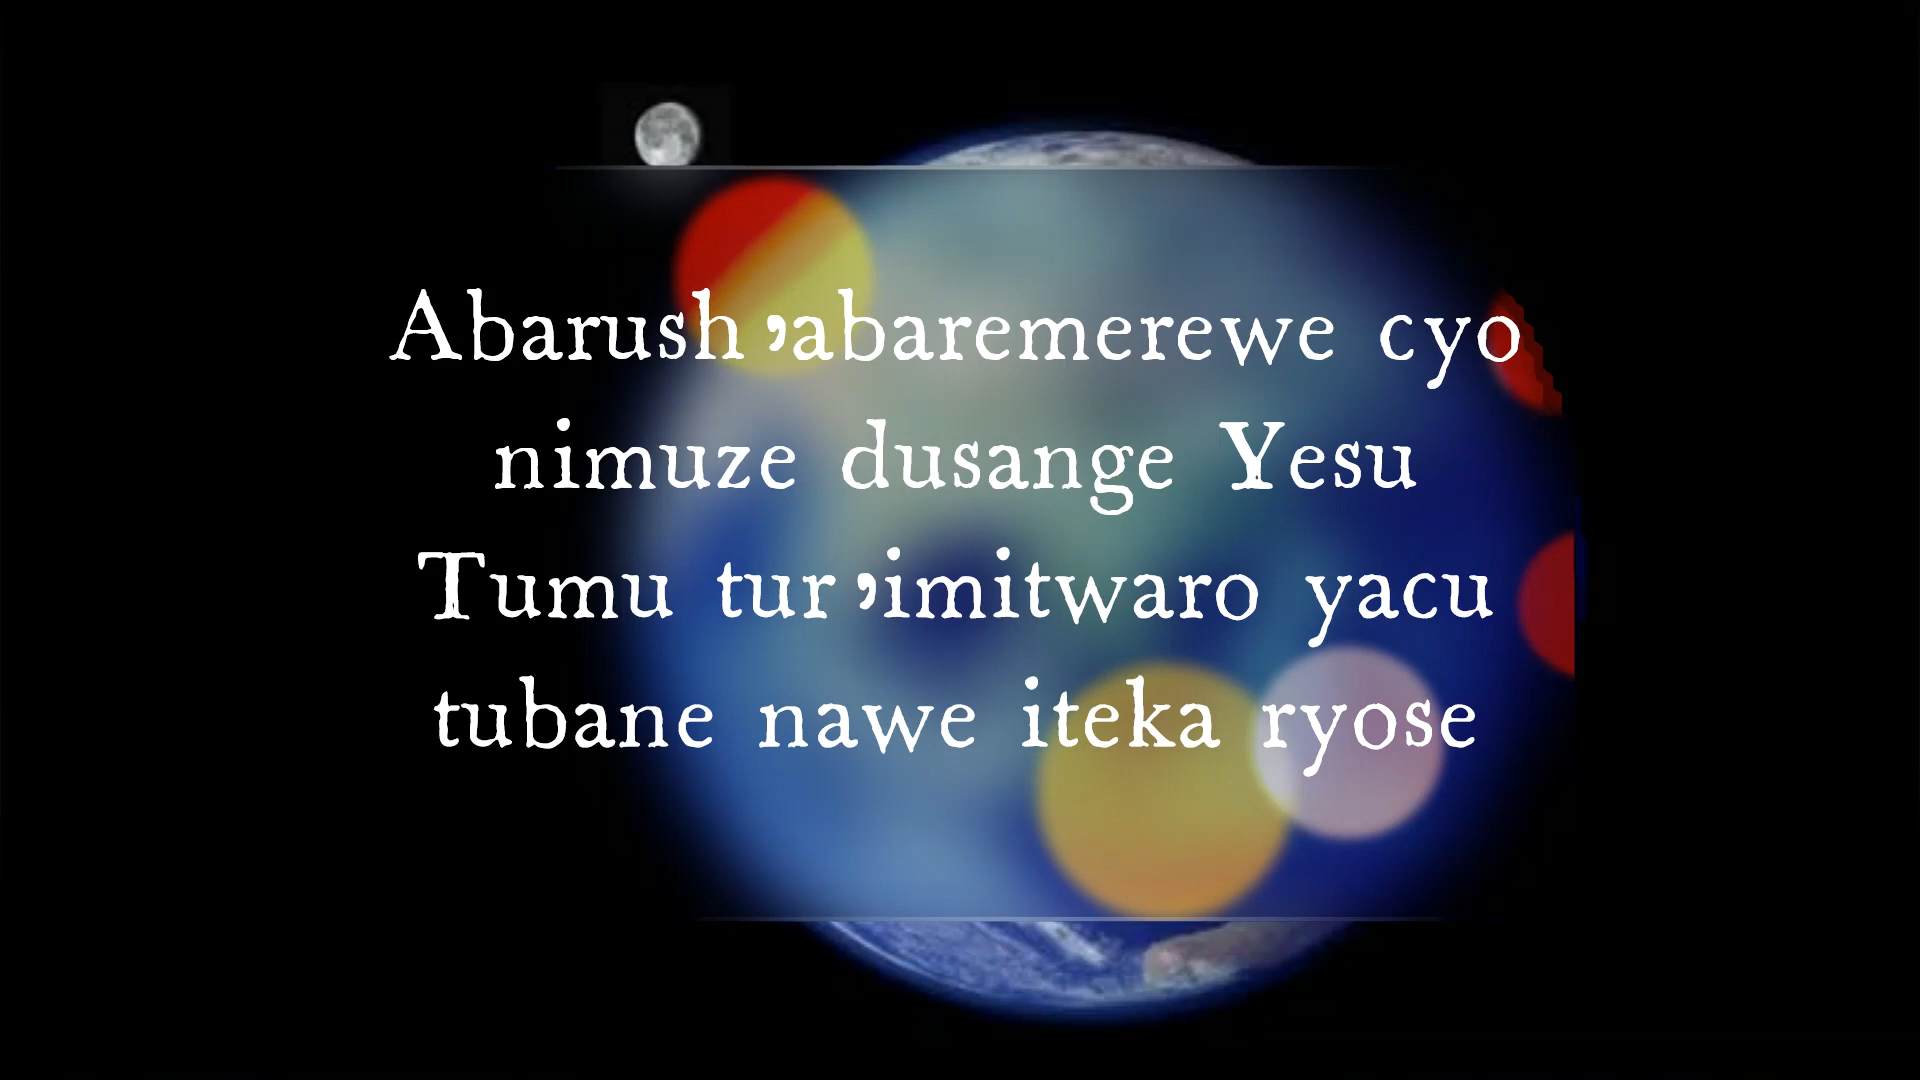 Abarush 'abaremerewe cyo
nimuze dusange Yesu
Tumu tur 'imitwaro yacu
tubane nawe iteka ryose